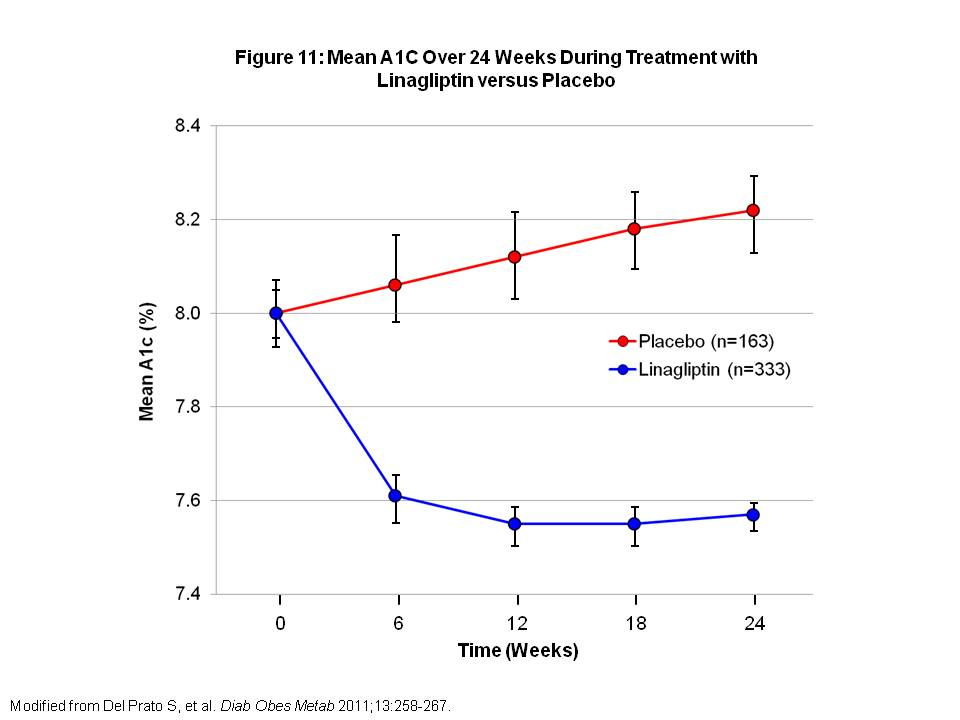 Figure 11: Mean A1C Over 24 Weeks During Treatment with
Linagliptin versus Placebo
8.4
8.2
8.0
7.8
7.6
7.4
Mean A1c (%)
Placebo (n=163)
Linagliptin (n=333)
0 6 12 18 24
Time (Weeks)
Modified from Del Prato S, et al. Diab Obes Metab 2011;13:258-267.